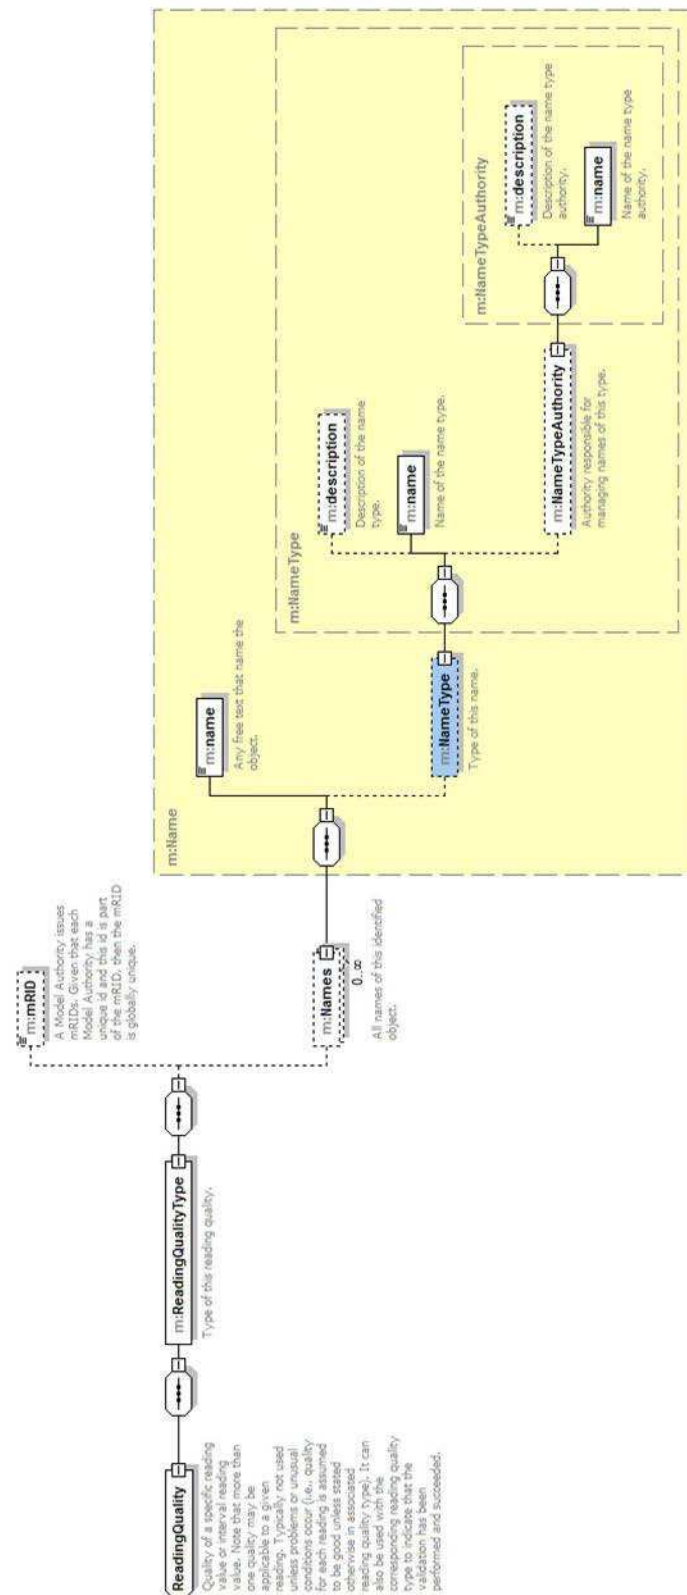 ReadingQuality
Quality of a specific reading
value or interval reading
value. Note that more than
one quality may be
applicable to a given
reading. Typically not used
unless problems or unusual
conditions occur (i.e., quality
for each reading is assumed
to be good unless stated
otherwise in associated
reading quality type). It can
also be used with the
corresponding reading quality
type to indicate that the
validation has been
performed and succeeded.
m:ReadingQualityType
Type of this reading quality.
m:mRID
A Model Authority issues
mRIDs. Given that each
Model Authority has a
unique id and this id is part
of the mRID, then the mRID
is globally unique.
m:Names
0..∞
All names of this identified
object.
m:Name
m:name
Any free text that name the
object.
m:NameType
Type of this name.
m:NameType
m:description
Description of the name
type.
m:name
Name of the name type.
m:NameTypeAuthority
Authority responsible for
managing names of this type.
m:NameTypeAuthority
m:description
Description of the name type
authority.
m:name
Name of the name type
authority.